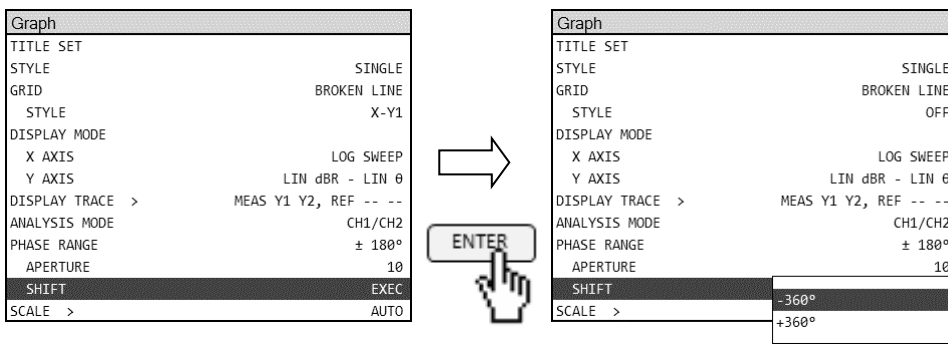 Graph
TITLE SET
STYLE SINGLE
GRID BROKEN LINE
STYLE X-Y1
DISPLAY MODE
X AXIS LOG SWEEP
Y AXIS LIN dBR - LIN θ
DISPLAY TRACE > MEAS Y1 Y2, REF -- --
ANALYSIS MODE CH1/CH2
PHASE RANGE ± 180°
APERTURE 10
SHIFT EXEC
SCALE > AUTO
ENTER
Graph
TITLE SET
STYLE SINGLE
GRID BROKEN LINE
STYLE OFF
DISPLAY MODE
X AXIS LOG SWEEP
Y AXIS LIN dBR - LIN θ
DISPLAY TRACE > MEAS Y1 Y2, REF -- --
ANALYSIS MODE CH1/CH2
PHASE RANGE ± 180°
APERTURE 10
SHIFT
-360°
SCALE >
+360°